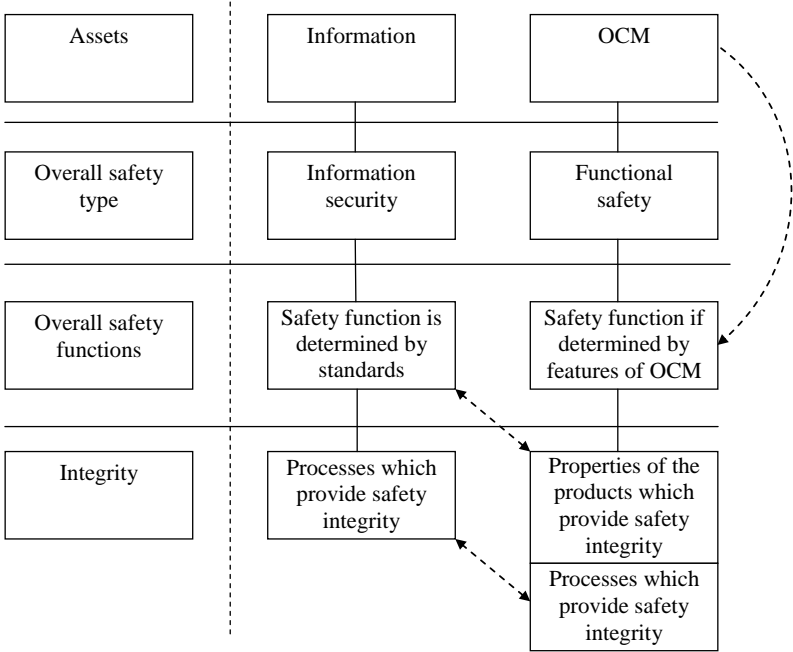 Assets
Information
OCM
Overall safety
type
Information
security
Functional
safety
Overall safety
functions
Safety function is
determined by
standards
Safety function if
determined by
features of OCM
Integrity
Processes which
provide safety
integrity
Properties of the
products which
provide safety
integrity
Processes which
provide safety
integrity